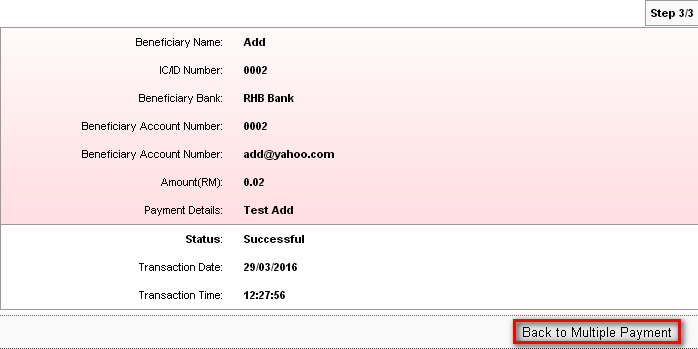 Step 3/3
Beneficiary Name: Add
IC/ID Number: 0002
Beneficiary Bank: RHB Bank
Beneficiary Account Number: 0002
Beneficiary Account Number: add@yahoo.com
Amount(RM): 0.02
Payment Details: Test Add
Status: Successful
Transaction Date: 29/03/2016
Transaction Time: 12:27:56
Back to Multiple Payment